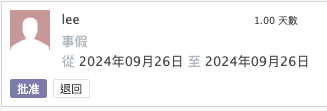 lee 1.00 天數
事假
從 2024年09月26日 至 2024年09月26日
批准 退回